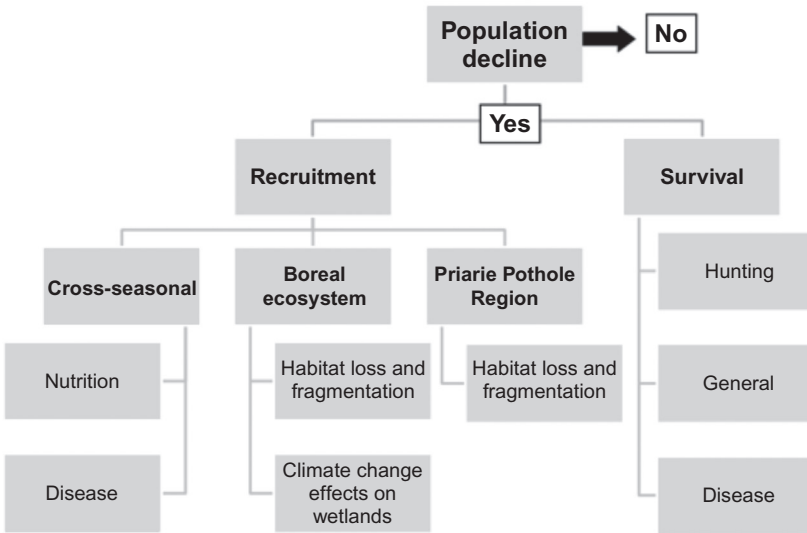 Population
decline
No
Yes
Recruitment
Survival
Cross-seasonal
Boreal
ecosystem
Priarie Pothole
Region
Hunting
Nutrition
Habitat loss and
fragmentation
Habitat loss and
fragmentation
General
Disease
Climate change
effects on
wetlands
Disease